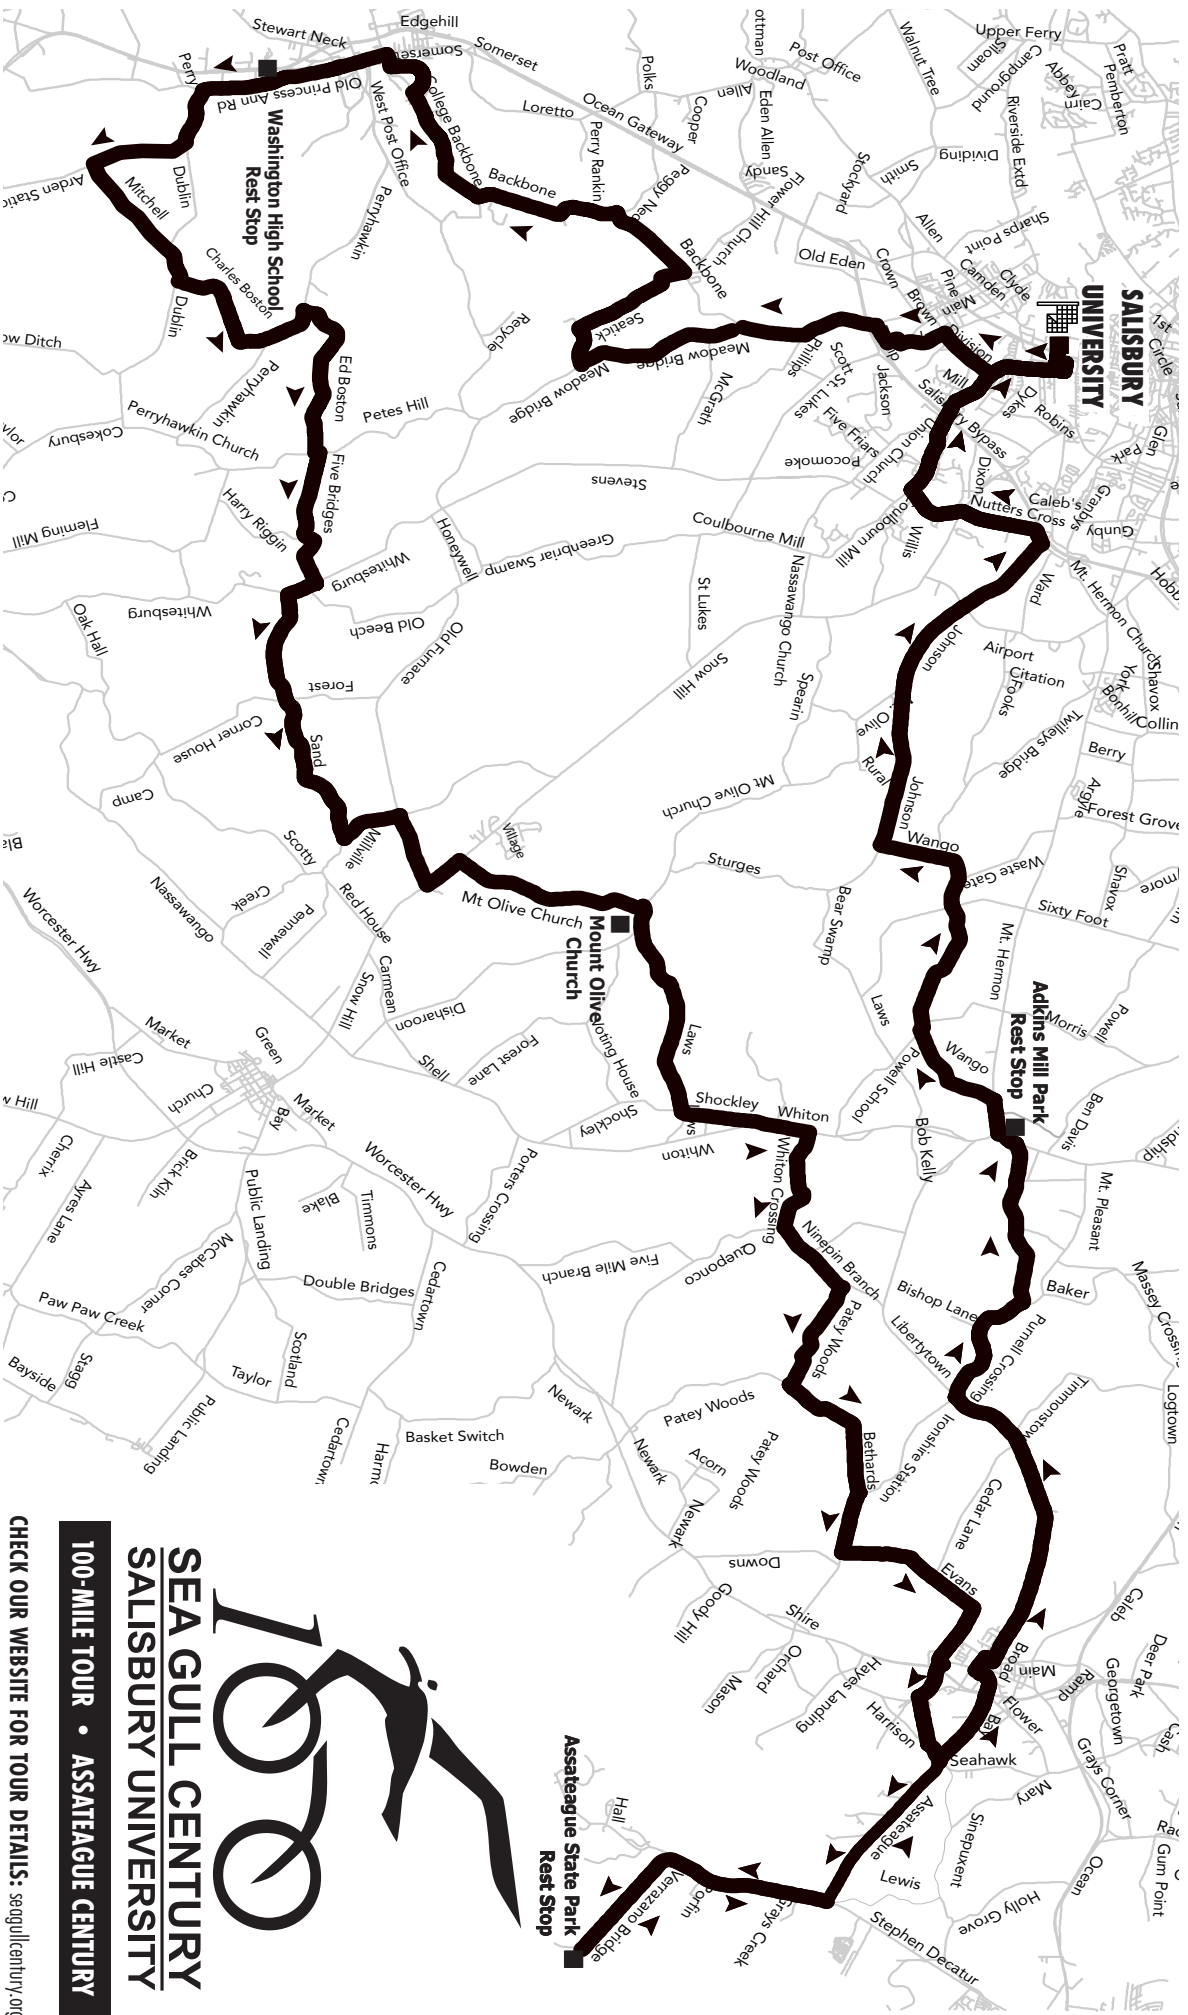 SALISBURY
UNIVERSITY
Washington High School
Rest Stop
Mount Olive
Church
Adkins Mill Park
Rest Stop
Assateague State Park
Rest Stop
SEA GULL CENTURY
SALISBURY UNIVERSITY
100-MILE TOUR • ASSATEAGUE CENTURY
CHECK OUR WEBSITE FOR TOUR DETAILS: seagullcentury.org
Stewart Neck
Edgehill
Somerset
Somerset
Perry
Old Princess Ann Rd
West Post Office
College Backbone
Backbone
Loretto
Perry Rankin
Ocean Gateway
Polks
Cooper
Allen
Woodland
Post Office
Eden Allen
Sandy
Flower Hill Church
Backbone
Stockyard
Smith
Walnut Tree
Dividing
Upper Ferry
Siloam
Campground
Abbey
Cairn
Pratt
Pemberton
Riverside Extd
Sharps Point
Allen
Old Eden
Crown
Brown
Pine
Main
Camden
Clyde
Division
1st
Circle
Mitchell
Dublin
Dublin
Charles Boston
Perryhawkin
Perryhawkin
Recycle
Seatick
Meadow Bridge
Meadow Bridge
Phillips
Scott
St. Lukes
Jackson
Mill
Salisbury Bypass
Dykes
Robins
Glen
Park
Five Friars
Union Church
Dixon
Nutters Cross
Caleb's
Granbys
Gunby
Pocomoke
McGrath
Ed Boston
Petes Hill
Perryhawkin Church
Cokesbury
Five Bridges
Harry Riggin
Fleming Mill
Stevens
Coulbourne Mill
Willis
Honeywell
Greenbriar Swamp
Whitesburg
Whitesburg
Oak Hall
Old Beech
Old Furnace
St Lukes
Nassawango Church
Snow Hill
Spearin
Johnson
Ward
Mt. Hermon Church
Airport
Citation
Fooks
Twilleys Bridge
York
Bonhill
Shavox
Berry
Argyle
Forest Grove
Shavox
Forest
Corner House
Camp
Sand
Mt Olive Church
Rural
Johnson
Wango
Waste Gate
Sixty Foot
Mt. Hermon
Morris
Powell
Sturges
Bear Swamp
Village
Millville
Scotty
Creek
Pennewell
Red House
Nassawango
Worcester Hwy
Mt Olive Church
Carmean
Snow Hill
Disharoon
Forest Lane
Shell
Laws
Laws
Wango
Powell School
Bob Kelly
Ben Davis
Mt. Pleasant
Market
Castle Hill
Green
Church
Market
Bay
Shockley
Shockley
Whiton
Whiton
Whiton Crossing
Porters Crossing
Worcester Hwy
Cherrix
Ayres Lane
Brick Kiln
Public Landing
Blake
Timmons
Five Mile Branch
Queponco
Ninepin Branch
Bishop Lane
Libertytown
Baker
Massey Crossing
Purnell Crossing
Logtown
McCabes Corner
Double Bridges
Cedartown
Paw Paw Creek
Stagg
Bayside
Taylor
Scotland
Public Landing
Cedartown
Basket Switch
Bowden
Newark
Newark
Newark
Patey Woods
Patey Woods
Patey Woods
Acorn
Bethards
Ironshire Station
Cedar Lane
Evans
Downs
Goody Hill
Shire
Orchard
Mason
Hayes Landing
Harrison
Broad
Main
Flower
Bay
Ramp
Caleb
Deer Park
Georgetown
Cash
Grays Corner
Gum Point
Seahawk
Mary
Sinepuxent
Assateague
Lewis
Holly Grove
Ocean
Stephen Decatur
Hall
Grays Creek
Verrazano Bridge